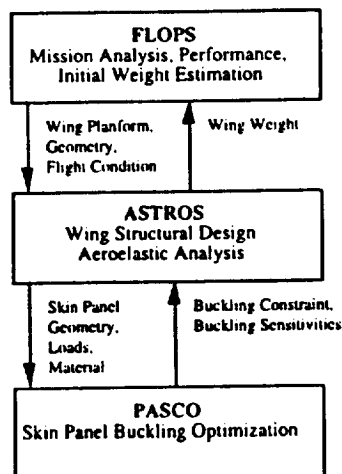 FLOPS
Mission Analysis, Performance,
Initial Weight Estimation
Wing Planform,
Geometry,
Flight Condition
Wing Weight
ASTROS
Wing Structural Design
Aeroelastic Analysis
Skin Panel
Geometry,
Loads,
Material
Buckling Constraint,
Buckling Sensitivities
PASCO
Skin Panel Buckling Optimization